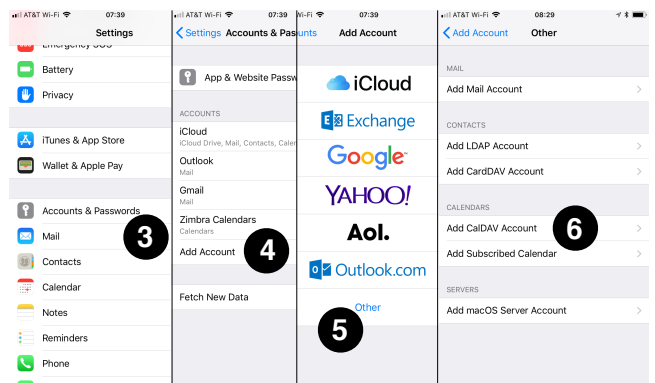 AT&T Wi-Fi 07:39
Settings
Emergency SOS
Battery
Privacy
iTunes & App Store
Wallet & Apple Pay
Accounts & Passwords
Mail
3
Contacts
Calendar
Notes
Reminders
Phone
AT&T Wi-Fi 07:39
Settings Accounts & Pas
App & Website Passw
ACCOUNTS
iCloud
iCloud Drive, Mail, Contacts, Calen
Outlook
Mail
Gmail
Mail
Zimbra Calendars
Calendars
Add Account
4
Fetch New Data
Wi-Fi 07:39
unts Add Account
iCloud
Exchange
Google
YAHOO!
Aol.
Outlook.com
Other
5
AT&T Wi-Fi 08:29
Add Account Other
MAIL
Add Mail Account
CONTACTS
Add LDAP Account
Add CardDAV Account
CALENDARS
Add CalDAV Account
6
Add Subscribed Calendar
SERVERS
Add macOS Server Account